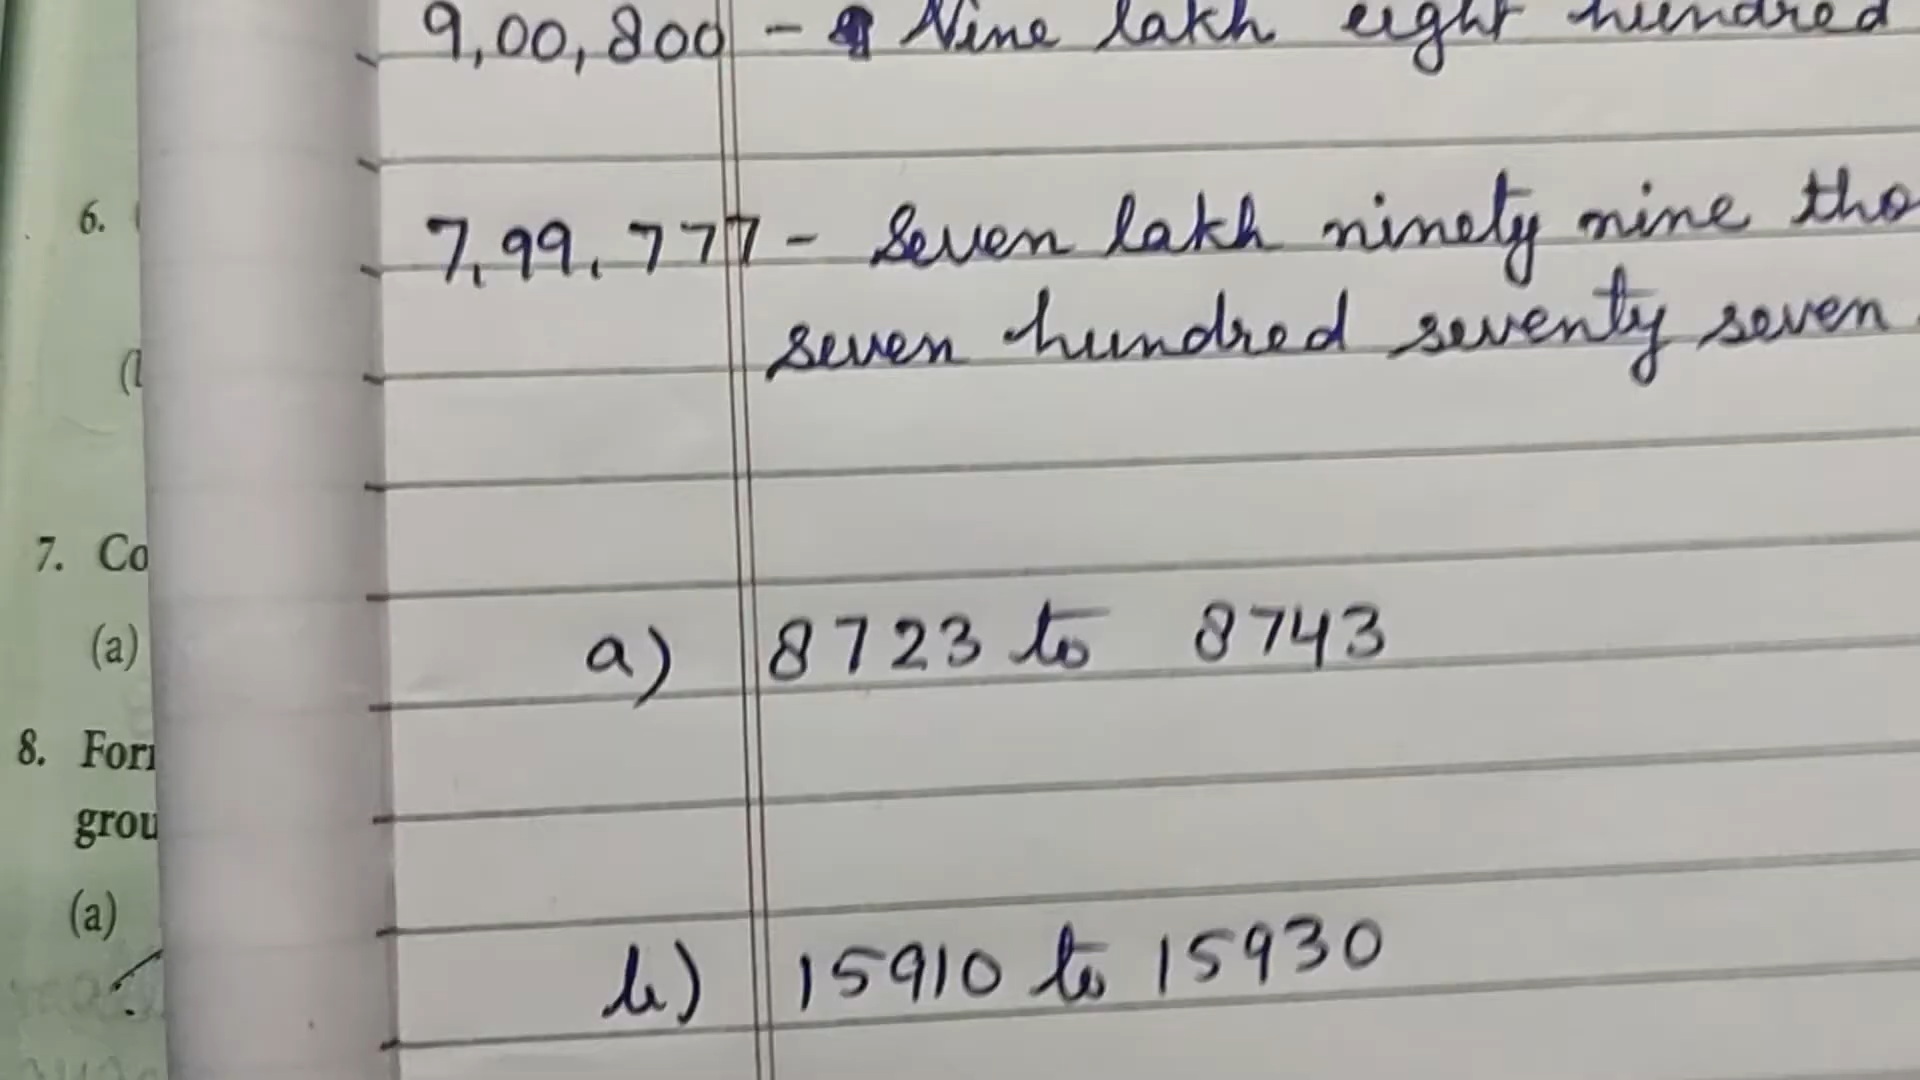 9,00,800 - Nine lakh eight hundred
6.
7,99,777 - Seven lakh ninety nine tho
seven hundred seventy seven.
7. Co
(a)
a) 8723 to 8743
8. For
grou
(a)
b) 15910 to 15930